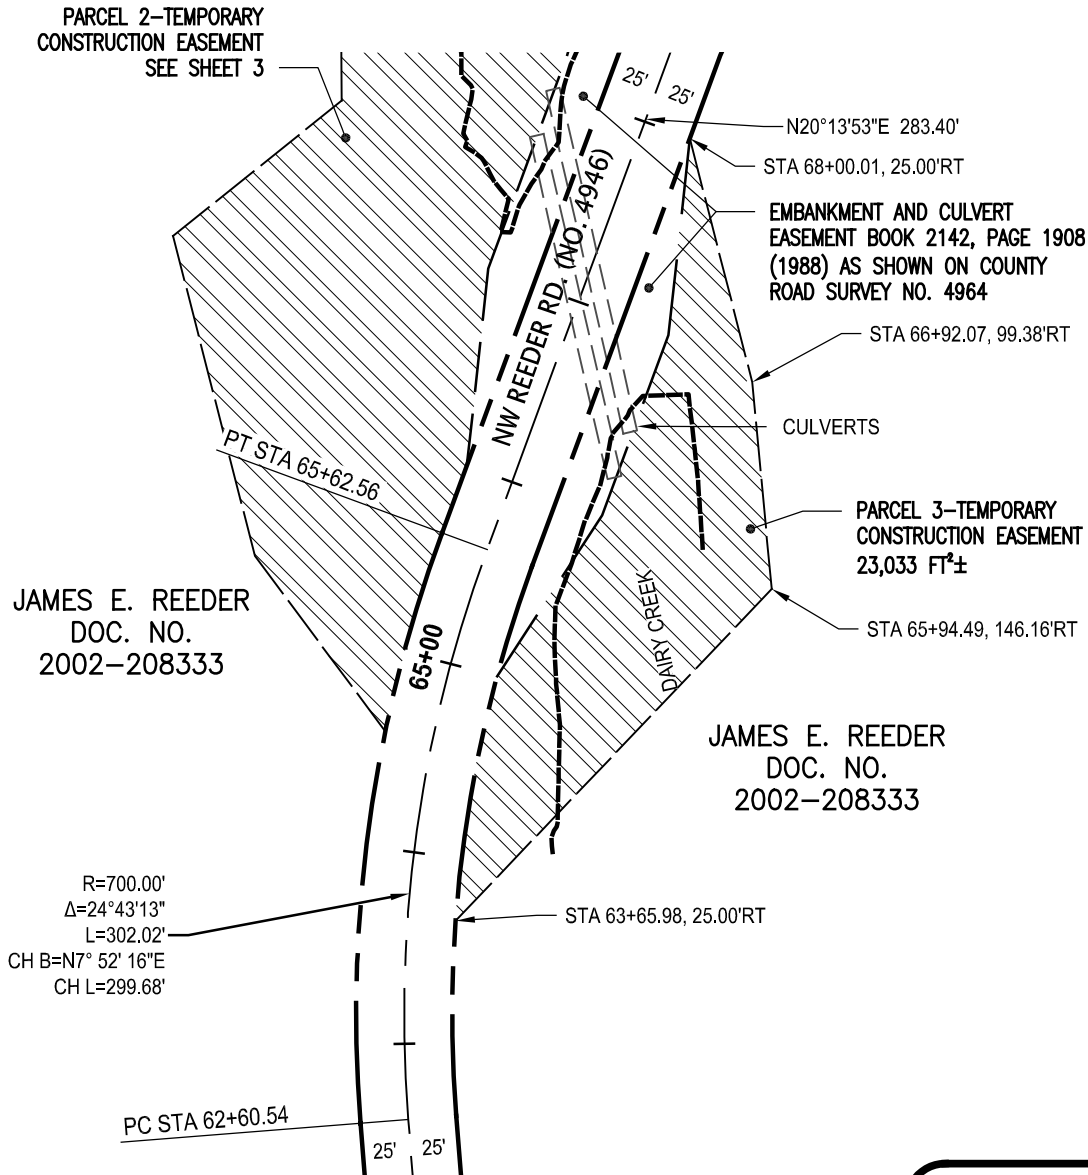 PARCEL 2-TEMPORARY
CONSTRUCTION EASEMENT
SEE SHEET 3
25' 25'
N20°13'53"E 283.40'
STA 68+00.01, 25.00'RT
EMBANKMENT AND CULVERT
EASEMENT BOOK 2142, PAGE 1908
(1988) AS SHOWN ON COUNTY
ROAD SURVEY NO. 4964
NW REEDER RD. (NO. 4946)
STA 66+92.07, 99.38'RT
CULVERTS
PT STA 65+62.56
PARCEL 3-TEMPORARY
CONSTRUCTION EASEMENT
23,033 FT²±
JAMES E. REEDER
DOC. NO.
2002-208333
65+00
DAIRY CREEK
STA 65+94.49, 146.16'RT
JAMES E. REEDER
DOC. NO.
2002-208333
R=700.00'
Δ=24°43'13"
L=302.02'
CH B=N7° 52' 16"E
CH L=299.68'
STA 63+65.98, 25.00'RT
PC STA 62+60.54
25' 25'